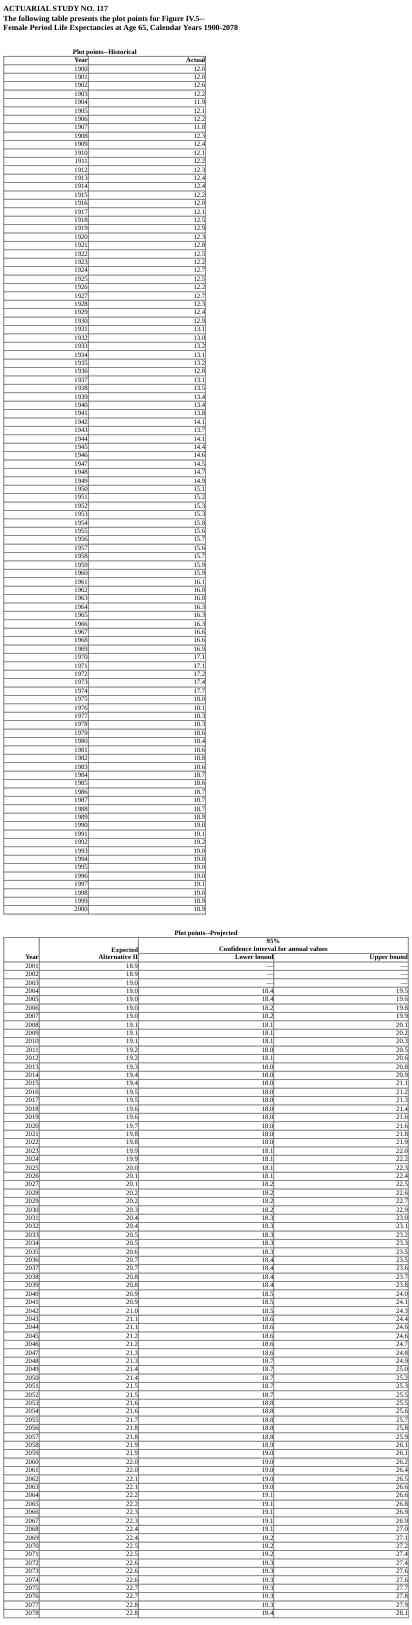 ACTUARIAL STUDY NO. 117
The following table presents the plot points for Figure IV.5--
Female Period Life Expectancies at Age 65, Calendar Years 1900-2078
Plot points--Historical
Year Actual
1900 12.0
1901 12.0
1902 12.6
1903 12.2
1904 11.9
1905 12.1
1906 12.2
1907 11.8
1908 12.3
1909 12.4
1910 12.1
1911 12.2
1912 12.3
1913 12.4
1914 12.4
1915 12.2
1916 12.0
1917 12.1
1918 12.5
1919 12.9
1920 12.3
1921 12.8
1922 12.5
1923 12.2
1924 12.7
1925 12.5
1926 12.2
1927 12.7
1928 12.3
1929 12.4
1930 12.9
1931 13.1
1932 13.0
1933 13.2
1934 13.1
1935 13.2
1936 12.8
1937 13.1
1938 13.5
1939 13.4
1940 13.4
1941 13.8
1942 14.1
1943 13.7
1944 14.1
1945 14.4
1946 14.6
1947 14.5
1948 14.7
1949 14.9
1950 15.1
1951 15.2
1952 15.3
1953 15.3
1954 15.8
1955 15.6
1956 15.7
1957 15.6
1958 15.7
1959 15.9
1960 15.9
1961 16.1
1962 16.0
1963 16.0
1964 16.3
1965 16.3
1966 16.3
1967 16.6
1968 16.6
1969 16.9
1970 17.1
1971 17.1
1972 17.2
1973 17.4
1974 17.7
1975 18.0
1976 18.1
1977 18.3
1978 18.3
1979 18.6
1980 18.4
1981 18.6
1982 18.8
1983 18.6
1984 18.7
1985 18.6
1986 18.7
1987 18.7
1988 18.7
1989 18.9
1990 19.0
1991 19.1
1992 19.2
1993 19.0
1994 19.0
1995 19.0
1996 19.0
1997 19.1
1998 19.0
1999 18.9
2000 18.9
Plot points--Projected
95%
Expected Confidence interval for annual values
Year Alternative II Lower bound Upper bound
2001 18.9 — —
2002 18.9 — —
2003 19.0 — —
2004 19.0 18.4 19.5
2005 19.0 18.4 19.6
2006 19.0 18.2 19.8
2007 19.0 18.2 19.9
2008 19.1 18.1 20.1
2009 19.1 18.1 20.2
2010 19.1 18.1 20.3
2011 19.2 18.0 20.5
2012 19.2 18.1 20.6
2013 19.3 18.0 20.8
2014 19.4 18.0 20.9
2015 19.4 18.0 21.1
2016 19.5 18.0 21.2
2017 19.5 18.0 21.3
2018 19.6 18.0 21.4
2019 19.6 18.0 21.6
2020 19.7 18.0 21.6
2021 19.8 18.0 21.8
2022 19.8 18.0 21.9
2023 19.9 18.1 22.0
2024 19.9 18.1 22.2
2025 20.0 18.1 22.3
2026 20.1 18.2 22.4
2027 20.1 18.2 22.5
2028 20.2 18.2 22.6
2029 20.2 18.2 22.7
2030 20.3 18.2 22.9
2031 20.4 18.3 23.0
2032 20.4 18.3 23.1
2033 20.5 18.3 23.2
2034 20.5 18.3 23.3
2035 20.6 18.3 23.5
2036 20.7 18.4 23.5
2037 20.7 18.4 23.6
2038 20.8 18.4 23.7
2039 20.8 18.4 23.8
2040 20.9 18.5 24.0
2041 20.9 18.5 24.1
2042 21.0 18.5 24.3
2043 21.1 18.6 24.4
2044 21.1 18.6 24.6
2045 21.2 18.6 24.6
2046 21.2 18.6 24.7
2047 21.3 18.6 24.8
2048 21.3 18.7 24.9
2049 21.4 18.7 25.0
2050 21.4 18.7 25.2
2051 21.5 18.7 25.3
2052 21.5 18.7 25.5
2053 21.6 18.8 25.5
2054 21.6 18.8 25.6
2055 21.7 18.8 25.7
2056 21.8 18.8 25.8
2057 21.8 18.8 25.9
2058 21.9 18.9 26.1
2059 21.9 19.0 26.1
2060 22.0 19.0 26.2
2061 22.0 19.0 26.4
2062 22.1 19.0 26.5
2063 22.1 19.0 26.6
2064 22.2 19.1 26.6
2065 22.2 19.1 26.8
2066 22.3 19.1 26.9
2067 22.3 19.1 26.9
2068 22.4 19.1 27.0
2069 22.4 19.2 27.1
2070 22.5 19.2 27.2
2071 22.5 19.2 27.4
2072 22.6 19.3 27.4
2073 22.6 19.3 27.6
2074 22.6 19.3 27.6
2075 22.7 19.3 27.7
2076 22.7 19.3 27.8
2077 22.8 19.3 27.9
2078 22.8 19.4 28.1